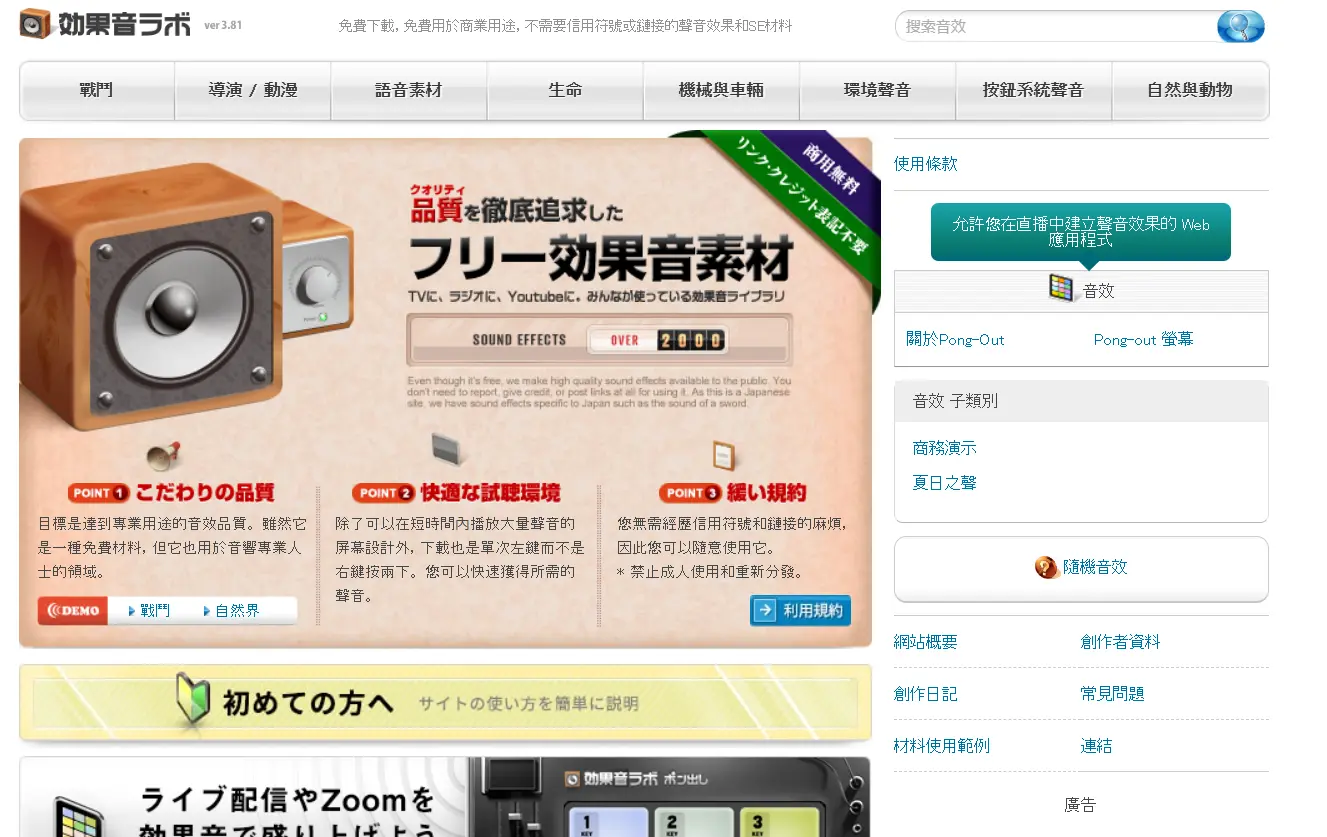 効果音ラボ ver 3.81
免費下載, 免費用於商業用途, 不需要信用符號或鏈接的聲音效果和SE材料
搜索音效
戰鬥
導演 / 動漫
語音素材
生命
機械與車輛
環境聲音
按鈕系統聲音
自然與動物
商用無料
リンク・クレジット表記不要
クオリティ
品質を徹底追求した
フリー効果音素材
TVに、ラジオに、Youtubeに。みんなが使っている効果音ライブラリ
SOUND EFFECTS OVER 2000
Even though it's free, we make high quality sound effects available to the public. You
don't need to report, give credit, or post links at all for using it. As this is a Japanese
site, we have sound effects specific to Japan such as the sound of a sword.
POINT 1 こだわりの品質
目標是達到專業用途的音效品質。雖然它
是一種免費材料, 但它也用於音響專業人
士的領域。
DEMO 戰鬥 自然界
POINT 2 快適な試聴環境
除了可以在短時間內播放大量聲音的
屏幕設計外, 下載也是單次左鍵而不是
右鍵按兩下。您可以快速獲得所需的
聲音。
POINT 3 緩い規約
您無需經歷信用符號和鏈接的麻煩,
因此您可以隨意使用它。
* 禁止成人使用和重新分發。
利用規約
初めての方へ サイトの使い方を簡単に説明
ライブ配信やZoomを
効果音で盛り上げよう
効果音ラボ ポン出し
1 KEY
2 KEY
3 KEY
使用條款
允許您在直播中建立聲音效果的 Web
應用程式
音效
關於Pong-Out
Pong-out 螢幕
音效 子類別
商務演示
夏日之聲
隨機音效
網站概要
創作者資料
創作日記
常見問題
材料使用範例
連結
廣告